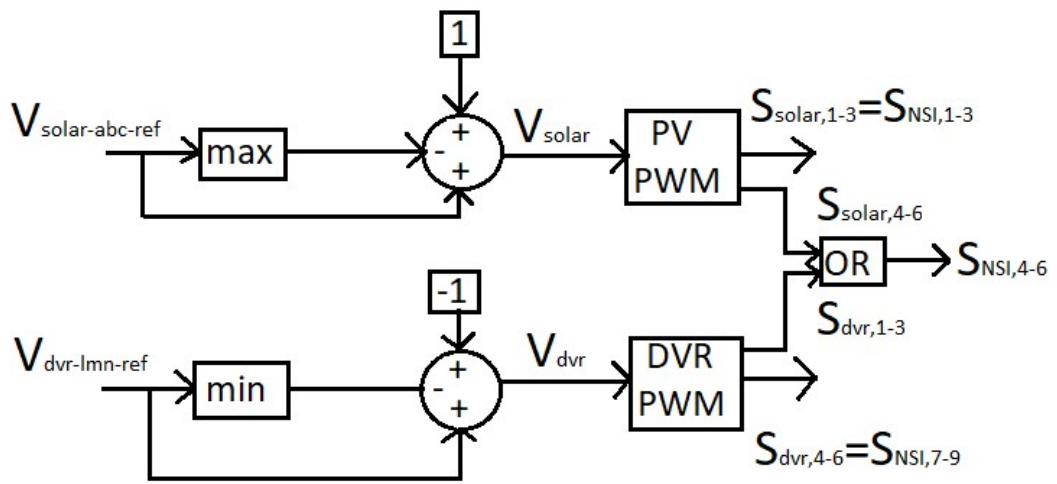 1
V solar-abc-ref
max
+
-
+
V solar
PV
PWM
S solar,1-3=S NSI,1-3
S solar,4-6
OR
S NSI,4-6
-1
S dvr,1-3
V dvr-lmn-ref
min
+
-
+
V dvr
DVR
PWM
S dvr,4-6=S NSI,7-9